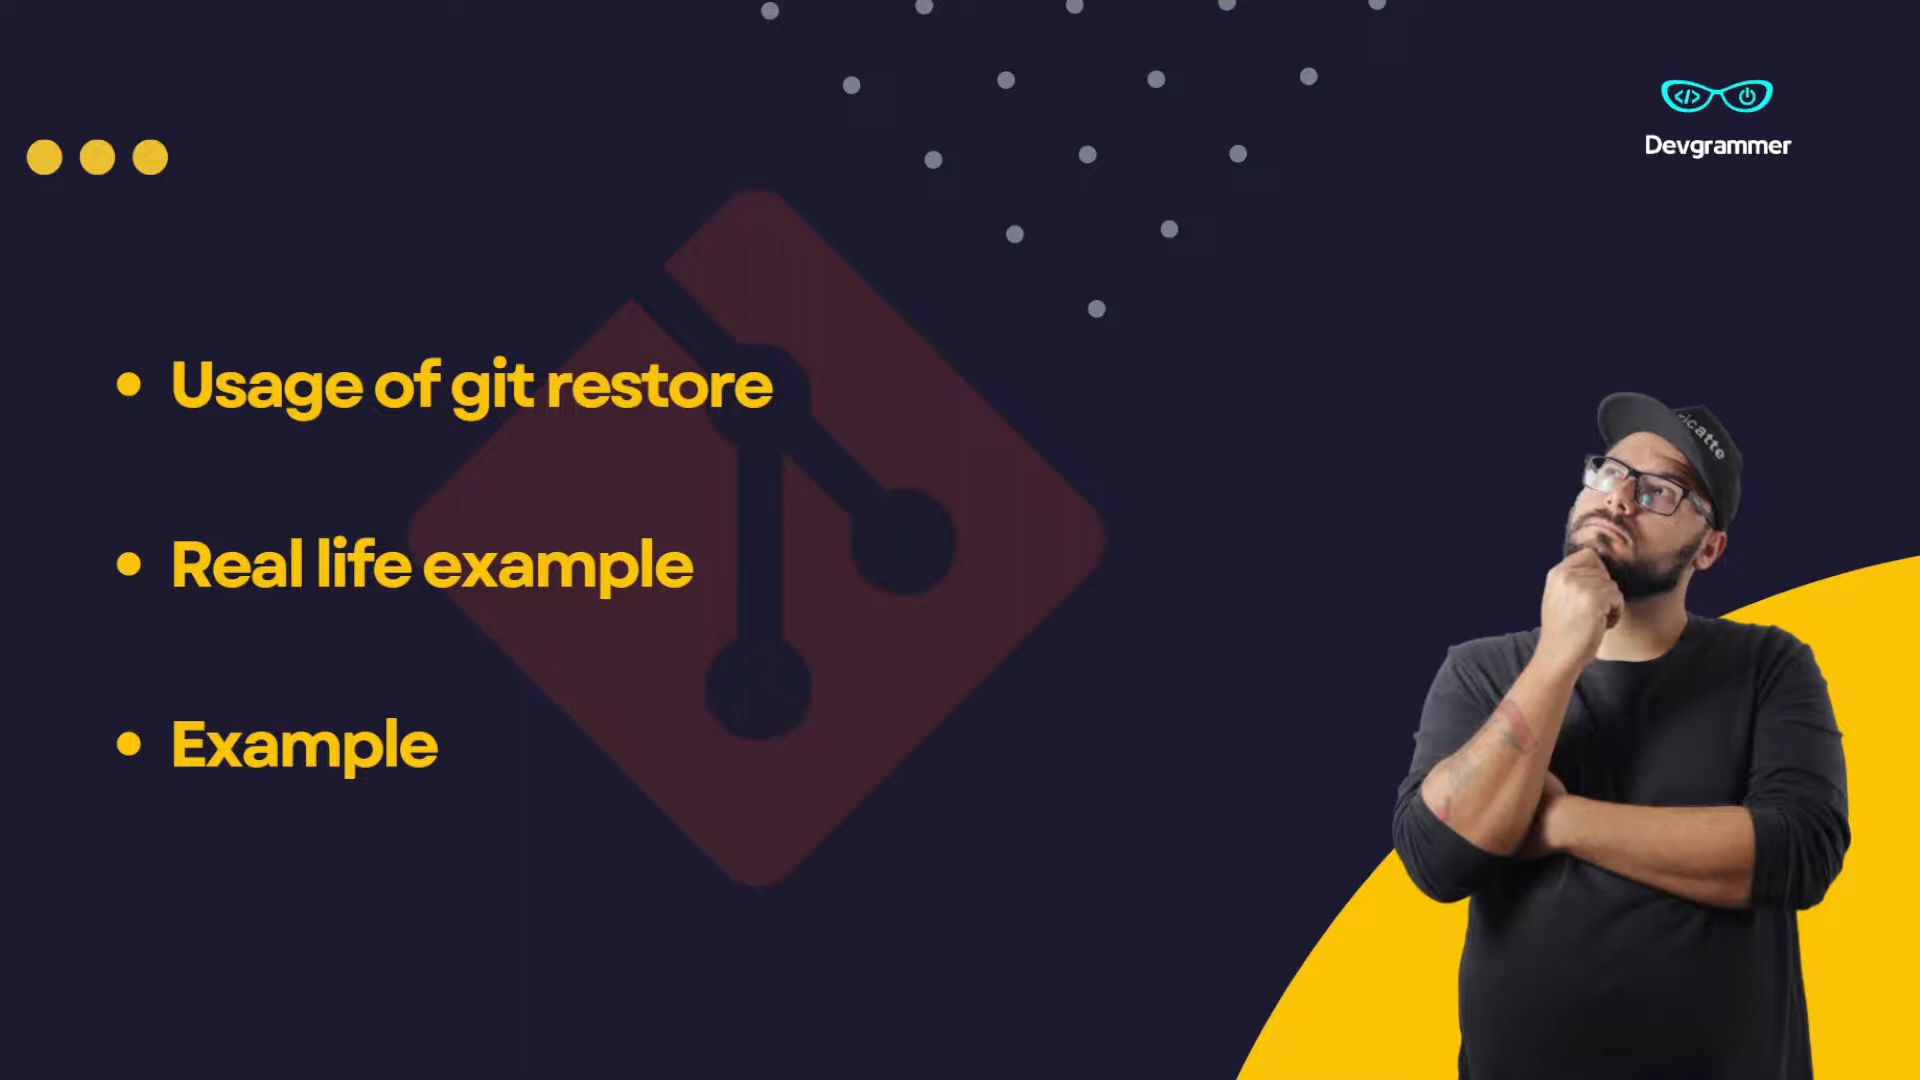 Devgrammer
• Usage of git restore
• Real life example
• Example